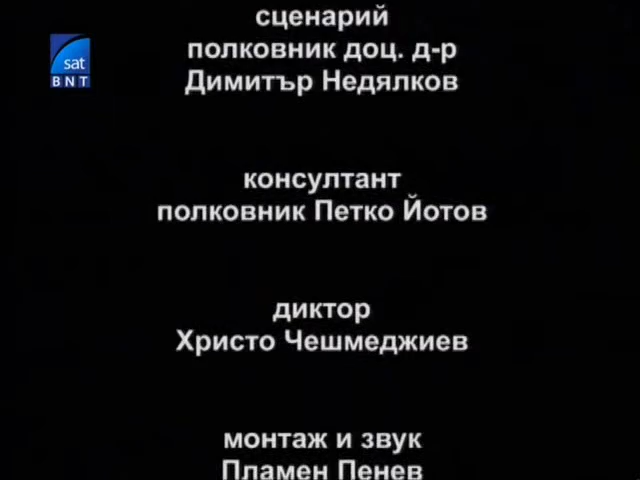 сценарий
полковник доц. д-р
Димитър Недялков
sat
BNT
консултант
полковник Петко Йотов
диктор
Христо Чешмеджиев
монтаж и звук
Пламен Пенев